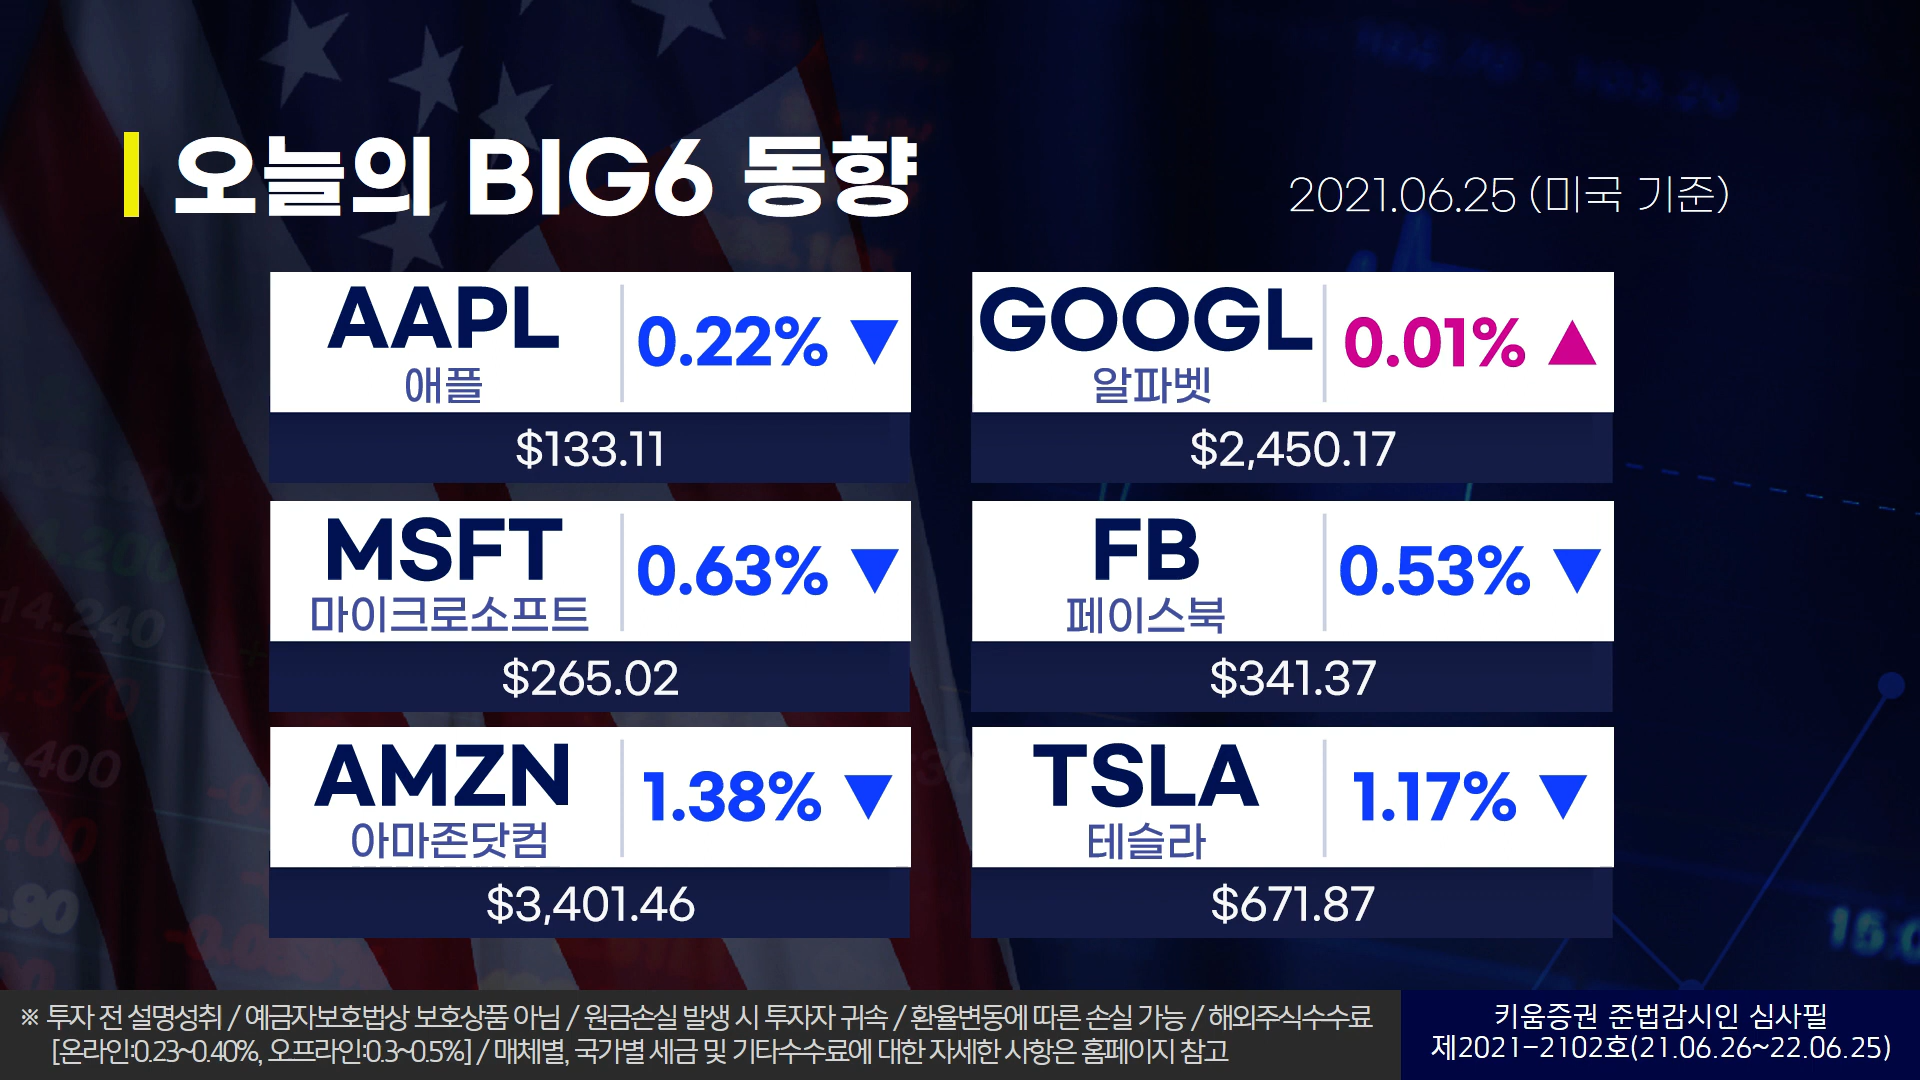 오늘의 BIG6 동향
2021.06.25 (미국 기준)
AAPL
애플
0.22% ▼
$133.11
GOOGL
알파벳
0.01% ▲
$2,450.17
MSFT
마이크로소프트
0.63% ▼
$265.02
FB
페이스북
0.53% ▼
$341.37
AMZN
아마존닷컴
1.38% ▼
$3,401.46
TSLA
테슬라
1.17% ▼
$671.87
※ 투자 전 설명성취 / 예금자보호법상 보호상품 아님 / 원금손실 발생 시 투자자 귀속 / 환율변동에 따른 손실 가능 / 해외주식수수료
[온라인:0.23~0.40%, 오프라인:0.3~0.5%] / 매체별, 국가별 세금 및 기타수수료에 대한 자세한 사항은 홈페이지 참고
키움증권 준법감시인 심사필
제2021-2102호(21.06.26~22.06.25)